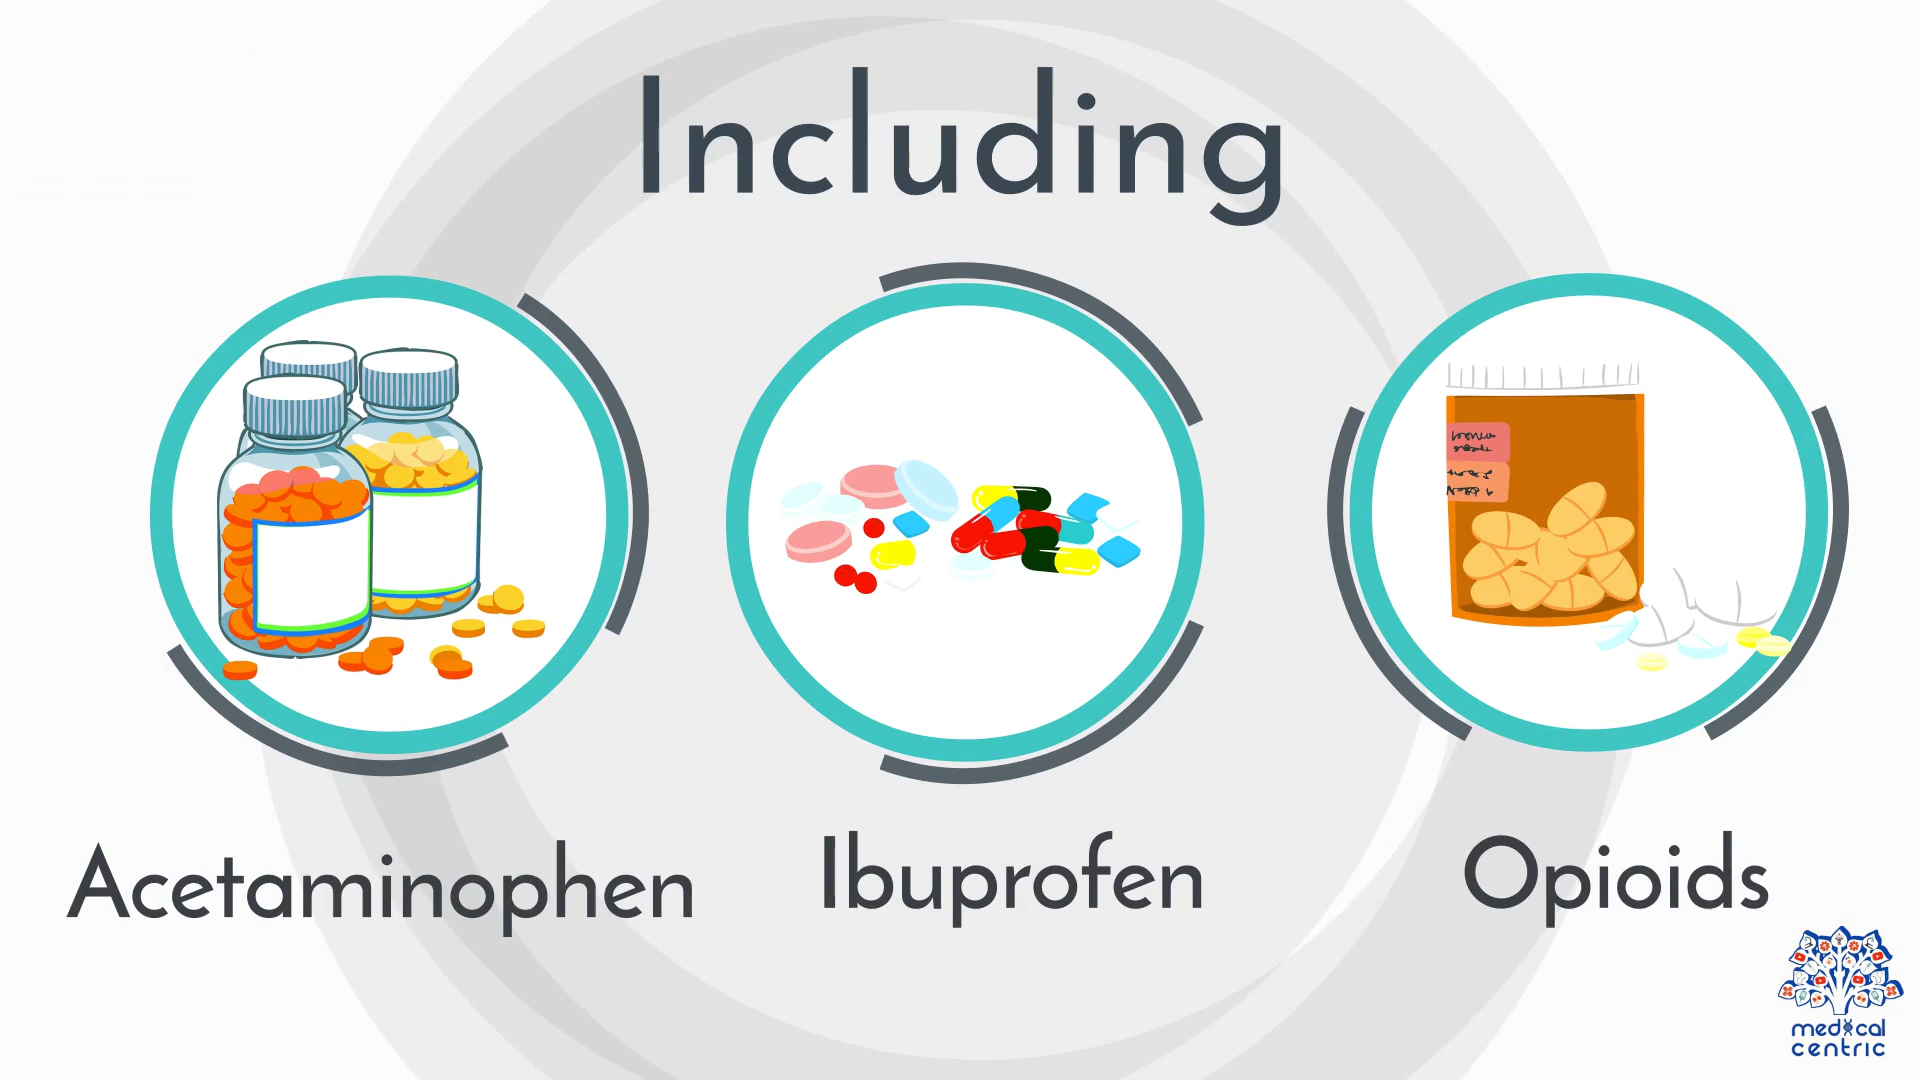 Including
Acetaminophen
Ibuprofen
Opioids
medical
centric